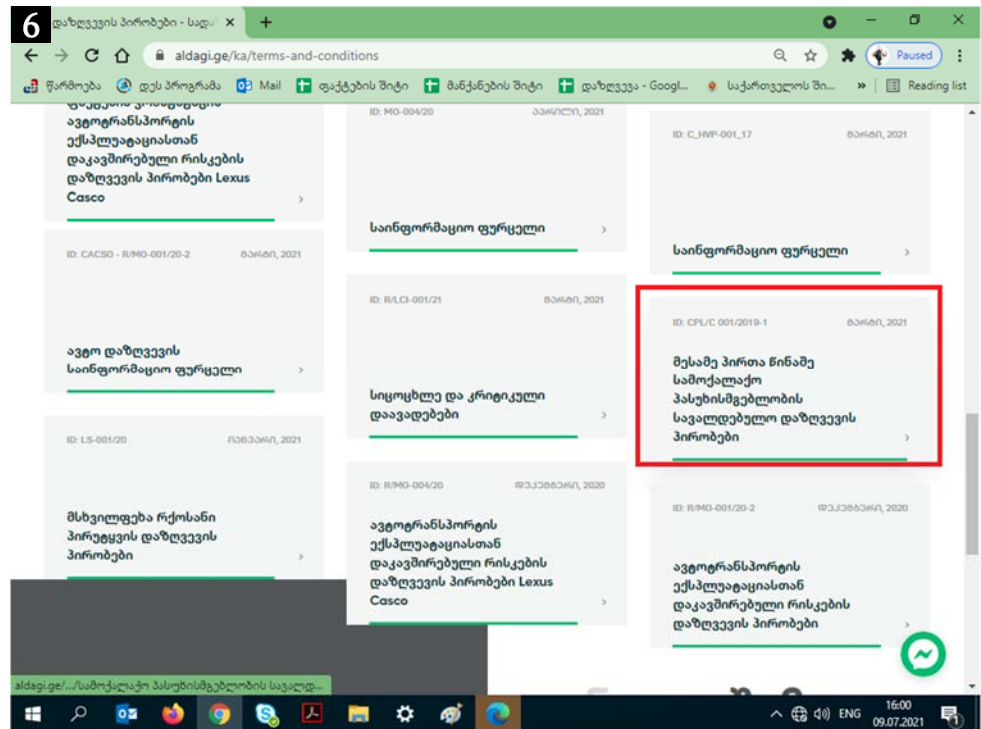 6
დაზღვევის პირობები - სადა
aldagi.ge/ka/terms-and-conditions
Paused
წარმოება
დღის პროგრამა
Mail
ფაქტების შიტო
მანქანების შიტო
დაზღვევა - Googl...
საქართველოს ში...
»
Reading list
ავტოტრანსპორტის
ექსპლუატაციასთან
დაკავშირებული რისკების
დაზღვევის პირობები Lexus
Casco
ID: CACSO - R/MO-001/20-2
მარტი, 2021
ავტო დაზღვევის
საინფორმაციო ფურცელი
ID: LS-001/20
იანვარი, 2021
მსხვილფეხა რქოსანი
პირუტყვის დაზღვევის
პირობები
ID: MO-004/20
აპრილი, 2021
საინფორმაციო ფურცელი
ID: R/LCI-001/21
მარტი, 2021
სიცოცხლე და კრიტიკული
დაავადებები
ID: R/MO-004/20
დეკემბერი, 2020
ავტოტრანსპორტის
ექსპლუატაციასთან
დაკავშირებული რისკების
დაზღვევის პირობები Lexus
Casco
ID: C_HVP-001_17
მარტი, 2021
საინფორმაციო ფურცელი
ID: CPL/C 001/2019-1
მარტი, 2021
მესამე პირთა წინაშე
სამოქალაქო
პასუხისმგებლობის
სავალდებულო დაზღვევის
პირობები
ID: R/MO-001/20-2
დეკემბერი, 2020
ავტოტრანსპორტის
ექსპლუატაციასთან
დაკავშირებული რისკების
დაზღვევის პირობები
aldagi.ge/.../სამოქალაქო პასუხისმგებლობის სავალდ...
ENG
16:00
09.07.2021